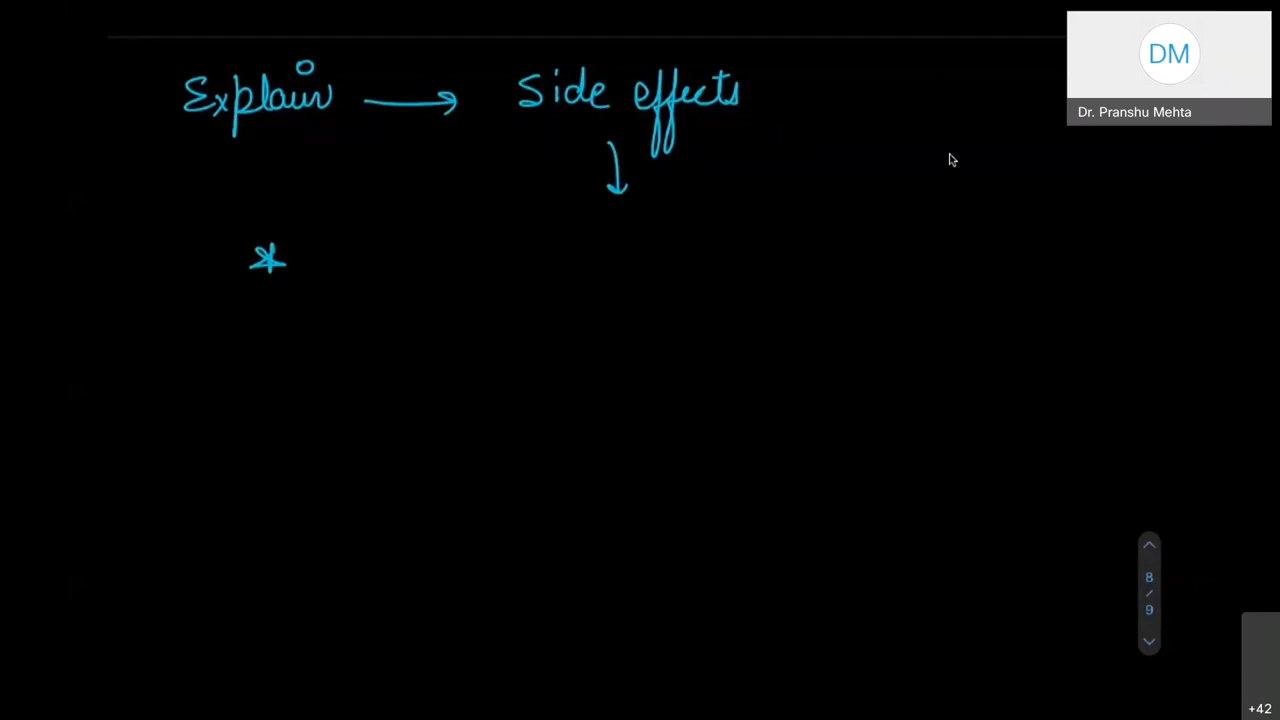 Explain → Side effects
↓
*
DM
Dr. Pranshu Mehta
8
/
9
+42